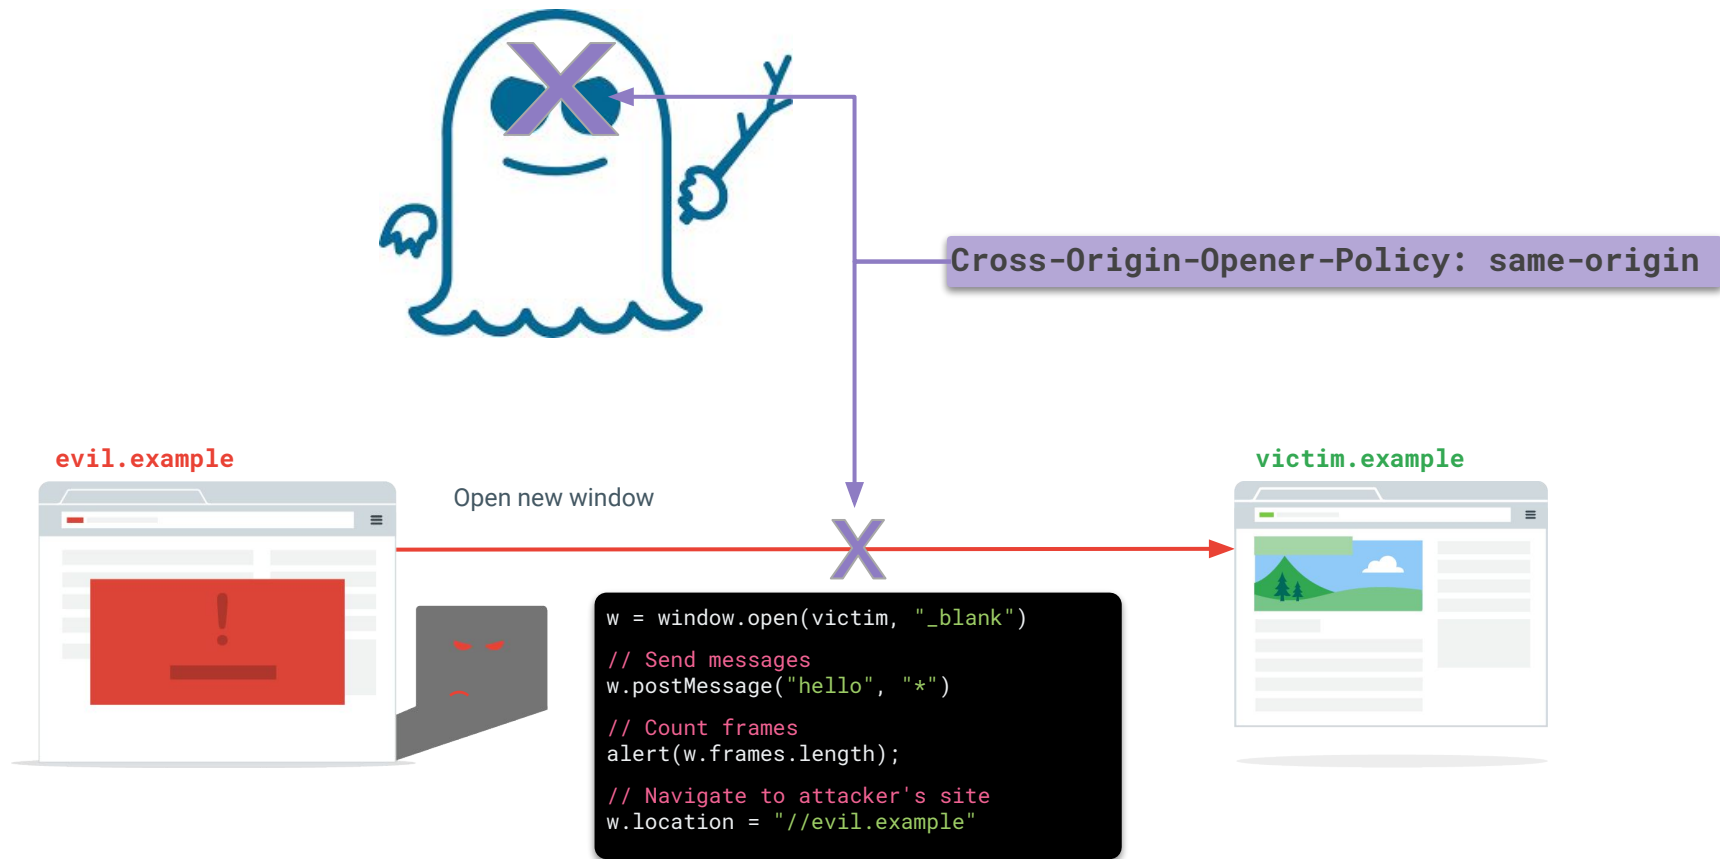 Cross-Origin-Opener-Policy: same-origin
evil.example
victim.example
Open new window
w = window.open(victim, "_blank")
// Send messages
w.postMessage("hello", "*")
// Count frames
alert(w.frames.length);
// Navigate to attacker's site
w.location = "//evil.example"